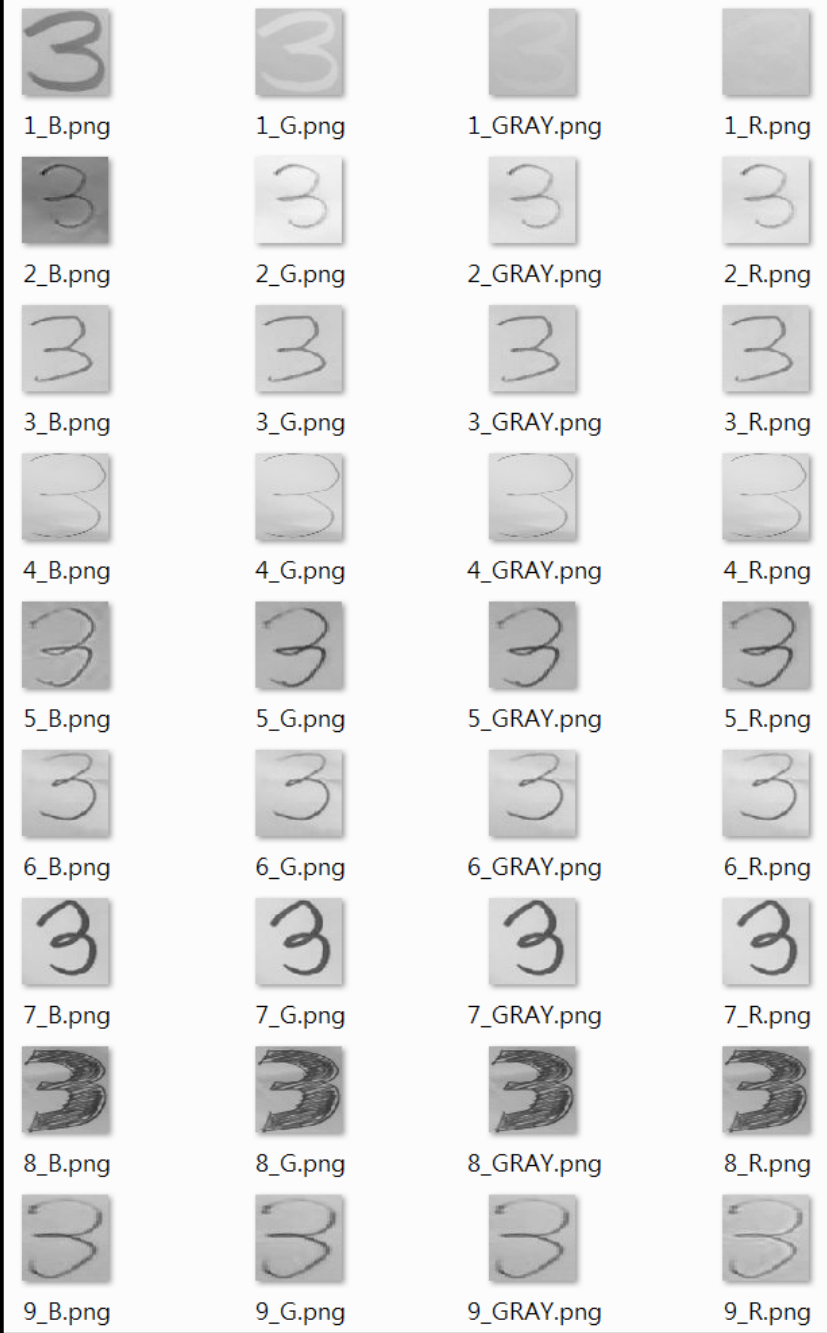 3 3 3 3
1_B.png 1_G.png 1_GRAY.png 1_R.png
3 3 3 3
2_B.png 2_G.png 2_GRAY.png 2_R.png
3 3 3 3
3_B.png 3_G.png 3_GRAY.png 3_R.png
3 3 3 3
4_B.png 4_G.png 4_GRAY.png 4_R.png
3 3 3 3
5_B.png 5_G.png 5_GRAY.png 5_R.png
3 3 3 3
6_B.png 6_G.png 6_GRAY.png 6_R.png
3 3 3 3
7_B.png 7_G.png 7_GRAY.png 7_R.png
3 3 3 3
8_B.png 8_G.png 8_GRAY.png 8_R.png
3 3 3 3
9_B.png 9_G.png 9_GRAY.png 9_R.png